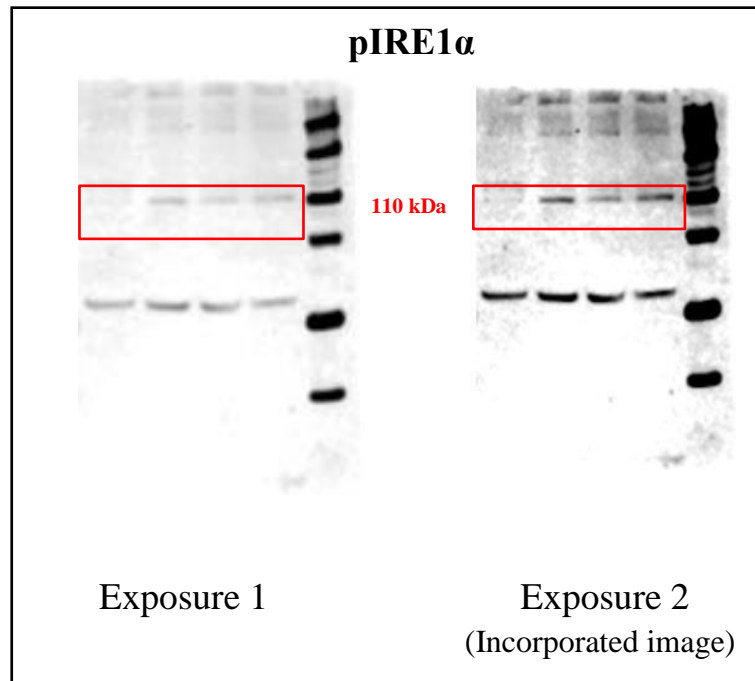 pIRE1α
110 kDa
Exposure 1
Exposure 2
(Incorporated image)